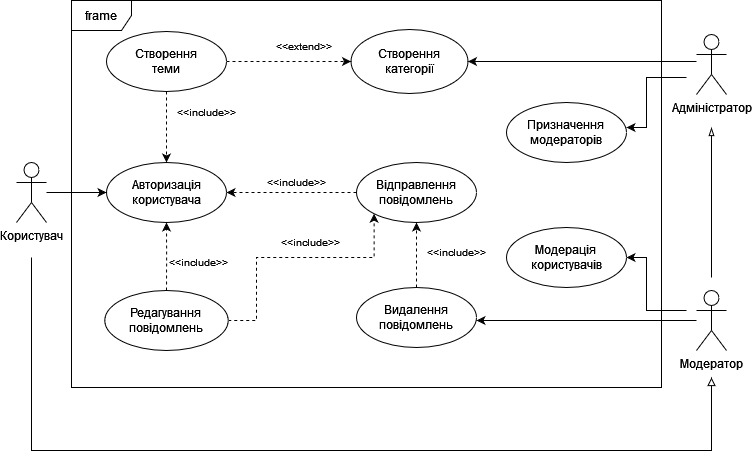 frame
Створення
теми
<<extend>>
Створення
категорії
Адміністратор
<<include>>
Призначення
модераторів
Користувач
Авторизація
користувача
<<include>>
Відправлення
повідомлень
<<include>>
<<include>>
<<include>>
Модерація
користувачів
Редагування
повідомлень
Видалення
повідомлень
Модератор